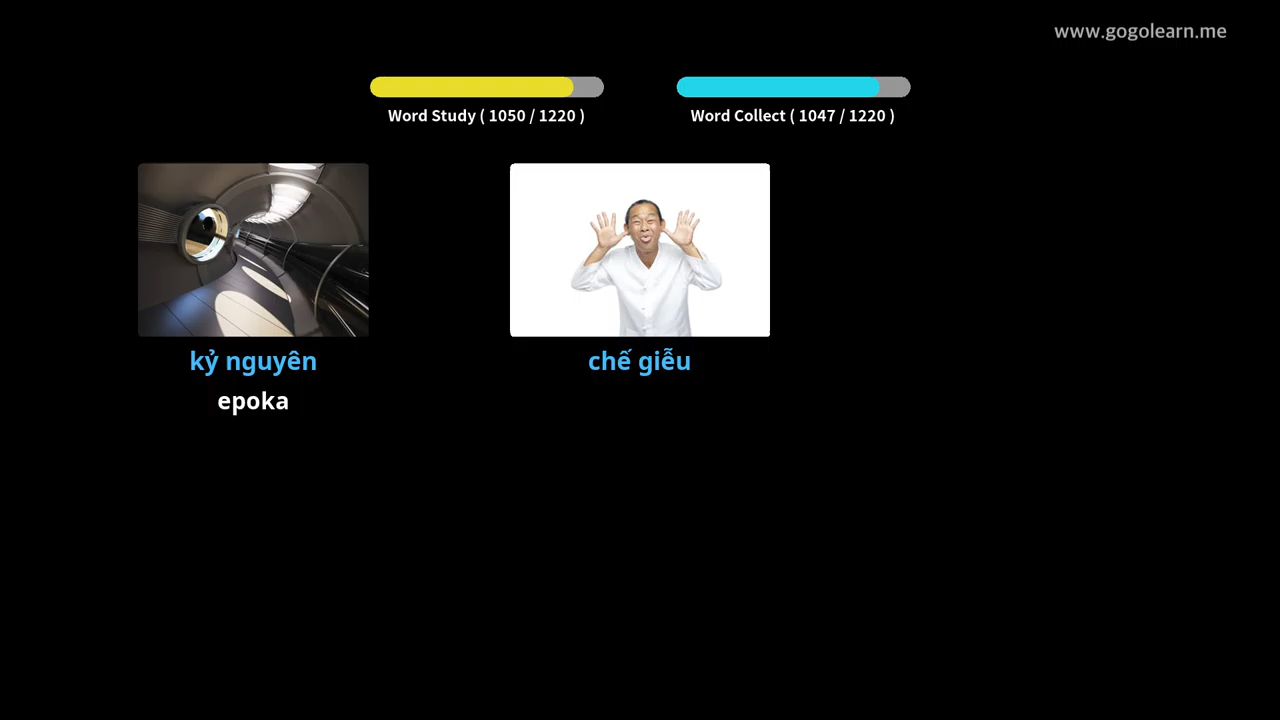 www.gogolearn.me
Word Study ( 1050 / 1220 )
Word Collect ( 1047 / 1220 )
kỷ nguyên
chế giễu
epoka